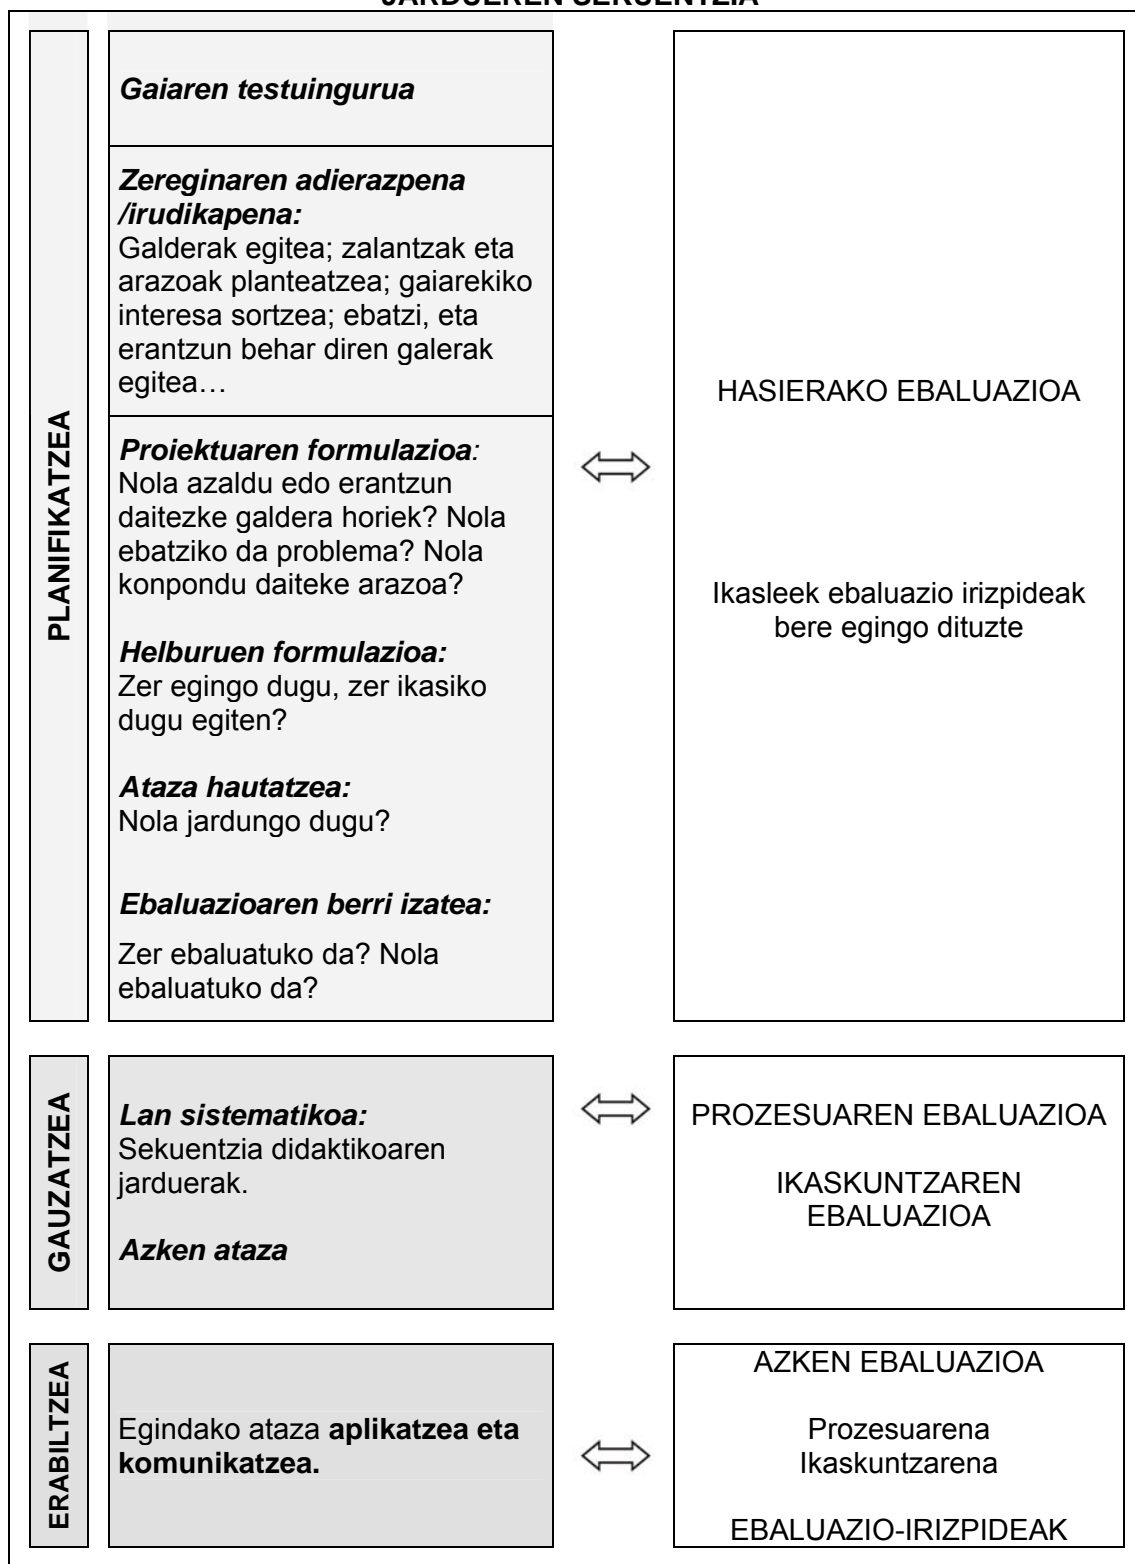 JARDUEREN SEKUENTZIA
PLANIFIKATZEA
Gaiaren testuingurua
Zereginaren adierazpena
/irudikapena:
Galderak egitea; zalantzak eta
arazoak planteatzea; gaiarekiko
interesa sortzea; ebatzi, eta
erantzun behar diren galerak
egitea…
Proiektuaren formulazioa:
Nola azaldu edo erantzun
daitezke galdera horiek? Nola
ebatziko da problema? Nola
konpondu daiteke arazoa?
Helburuen formulazioa:
Zer egingo dugu, zer ikasiko
dugu egiten?
Ataza hautatzea:
Nola jardungo dugu?
Ebaluazioaren berri izatea:
Zer ebaluatuko da? Nola
ebaluatuko da?
HASIERAKO EBALUAZIOA
Ikasleek ebaluazio irizpideak
bere egingo dituzte
GAUZATZEA
Lan sistematikoa:
Sekuentzia didaktikoaren
jarduerak.
Azken ataza
PROZESUAREN EBALUAZIOA
IKASKUNTZAREN
EBALUAZIOA
ERABILTZEA
Egindako ataza aplikatzea eta
komunikatzea.
AZKEN EBALUAZIOA
Prozesuarena
Ikaskuntzarena
EBALUAZIO-IRIZPIDEAK